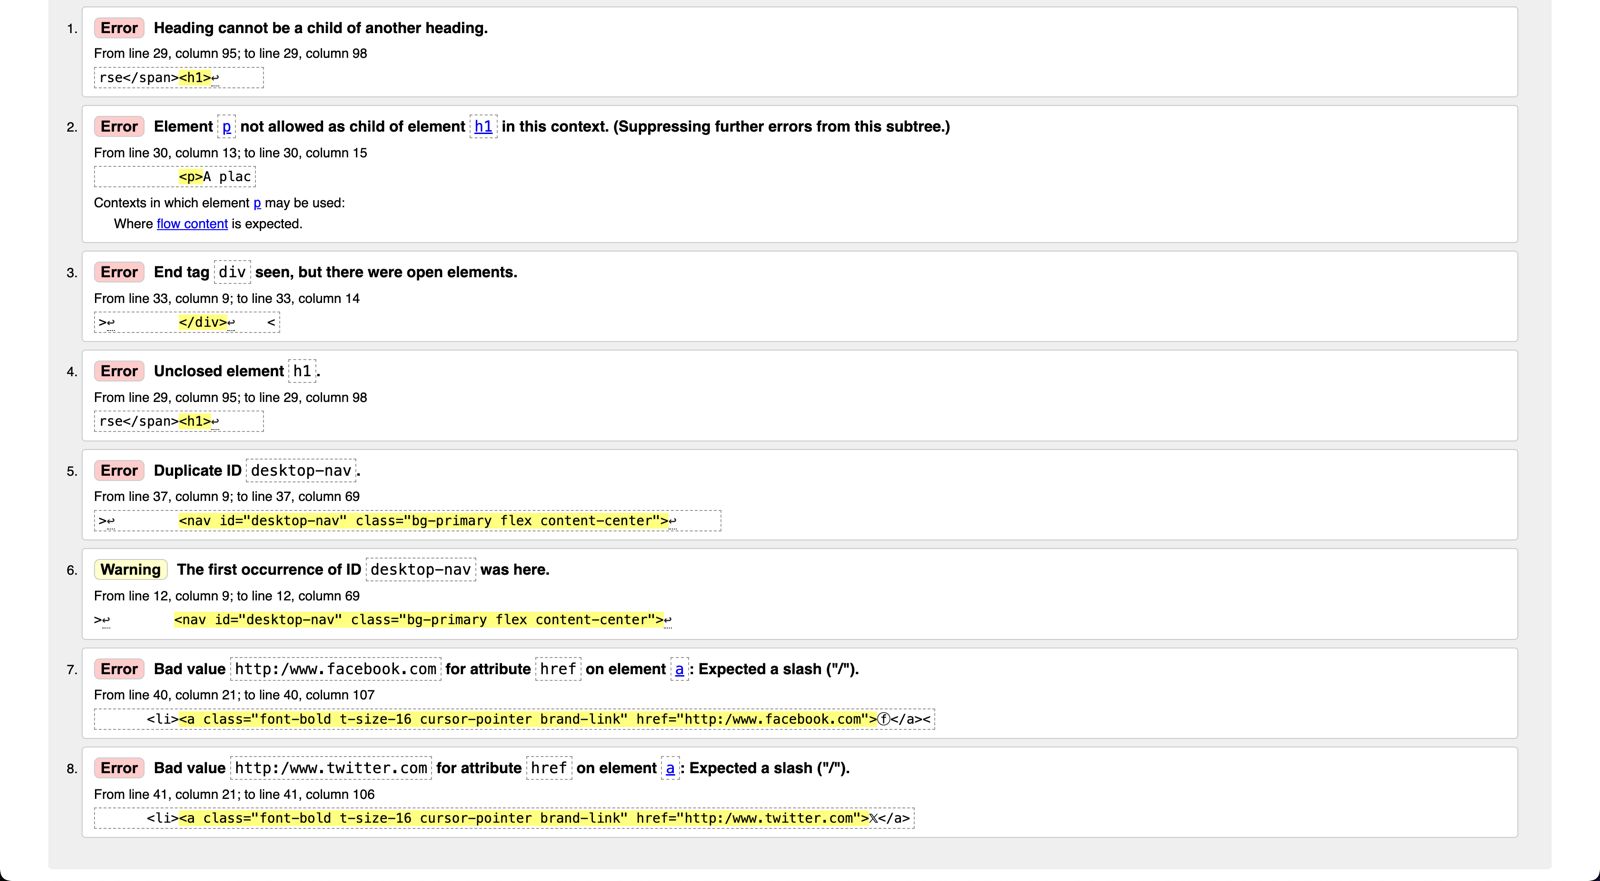 1. Error Heading cannot be a child of another heading.
From line 29, column 95; to line 29, column 98
rse</span><h1>↩
2. Error Element p not allowed as child of element h1 in this context. (Suppressing further errors from this subtree.)
From line 30, column 13; to line 30, column 15
<p>A plac
Contexts in which element p may be used:
Where flow content is expected.
3. Error End tag div seen, but there were open elements.
From line 33, column 9; to line 33, column 14
>↩ </div>↩ <
4. Error Unclosed element h1.
From line 29, column 95; to line 29, column 98
rse</span><h1>↩
5. Error Duplicate ID desktop-nav.
From line 37, column 9; to line 37, column 69
>↩ <nav id="desktop-nav" class="bg-primary flex content-center">↩
6. Warning The first occurrence of ID desktop-nav was here.
From line 12, column 9; to line 12, column 69
>↩ <nav id="desktop-nav" class="bg-primary flex content-center">↩
7. Error Bad value http:/www.facebook.com for attribute href on element a: Expected a slash ("/").
From line 40, column 21; to line 40, column 107
<li><a class="font-bold t-size-16 cursor-pointer brand-link" href="http:/www.facebook.com">ⓕ</a><
8. Error Bad value http:/www.twitter.com for attribute href on element a: Expected a slash ("/").
From line 41, column 21; to line 41, column 106
<li><a class="font-bold t-size-16 cursor-pointer brand-link" href="http:/www.twitter.com">𝕏</a>